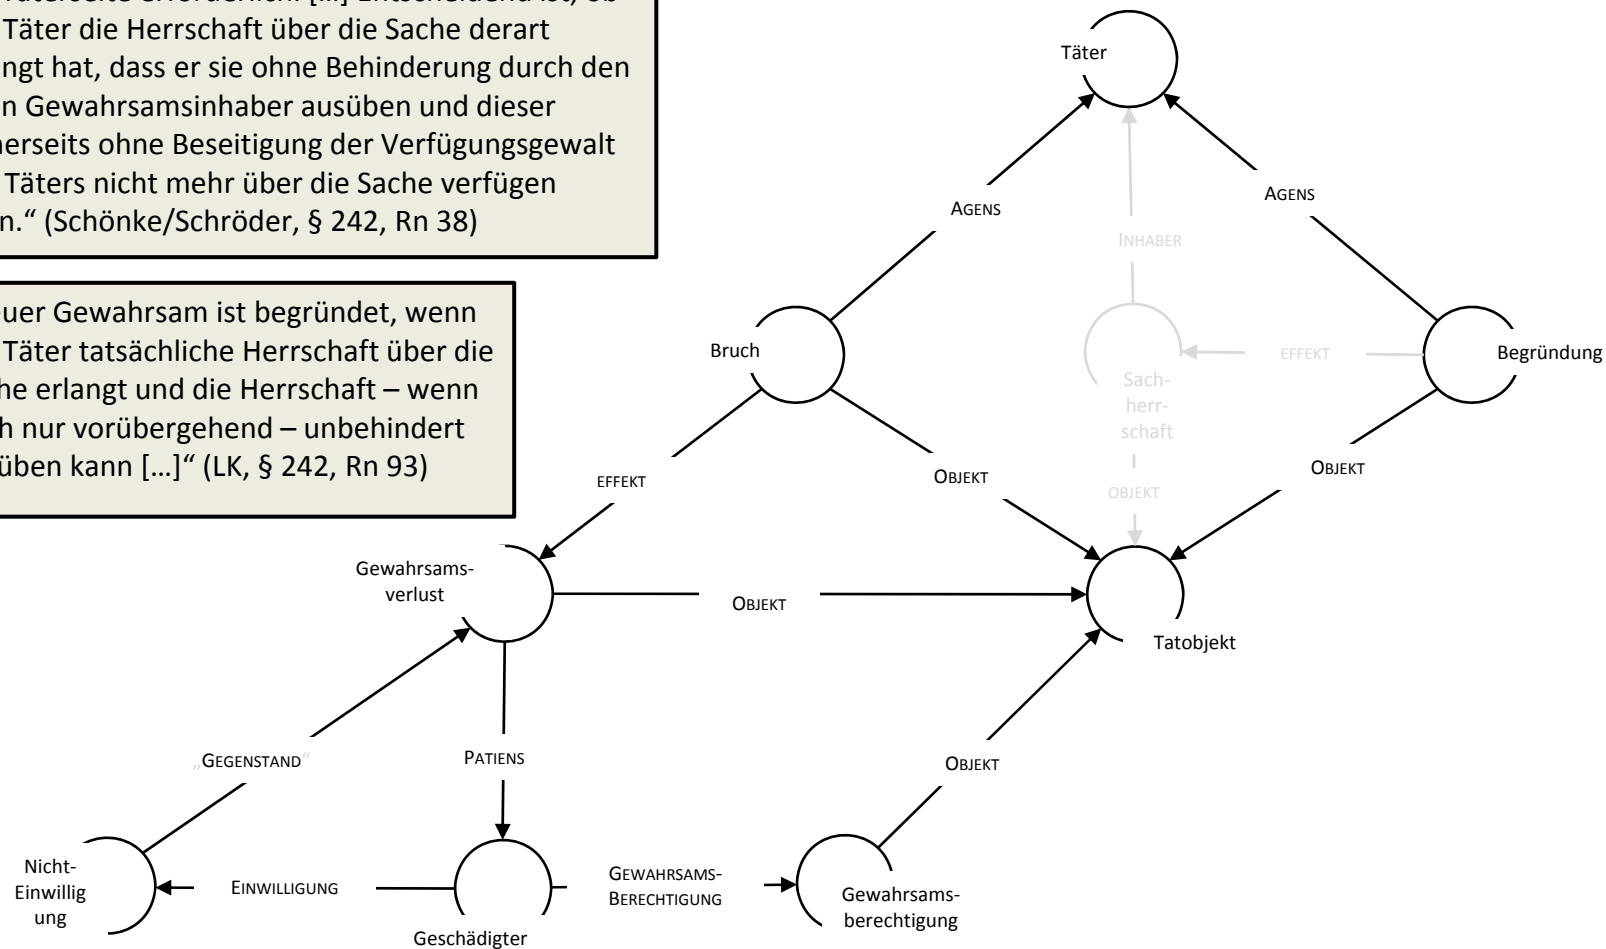 Täter die Herrschaft über die Sache derart
ngt hat, dass er sie ohne Behinderung durch den
n Gewahrsamsinhaber ausüben und dieser
erseits ohne Beseitigung der Verfügungsgewalt
Täters nicht mehr über die Sache verfügen
n.“ (Schönke/Schröder, § 242, Rn 38)
uer Gewahrsam ist begründet, wenn
Täter tatsächliche Herrschaft über die
he erlangt und die Herrschaft – wenn
h nur vorübergehend – unbehindert
üben kann […]“ (LK, § 242, Rn 93)
Täter
AGENS
AGENS
INHABER
Bruch
Sach-
herr-
schaft
EFFEKT
Begründung
EFFEKT
OBJEKT
OBJEKT
OBJEKT
Gewahrsams-
verlust
OBJEKT
Tatobjekt
„GEGENSTAND“
PATIENS
OBJEKT
Nicht-
Einwillig
ung
EINWILLIGUNG
Geschädigter
GEWAHRSAMS-
BERECHTIGUNG
Gewahrsams-
berechtigung